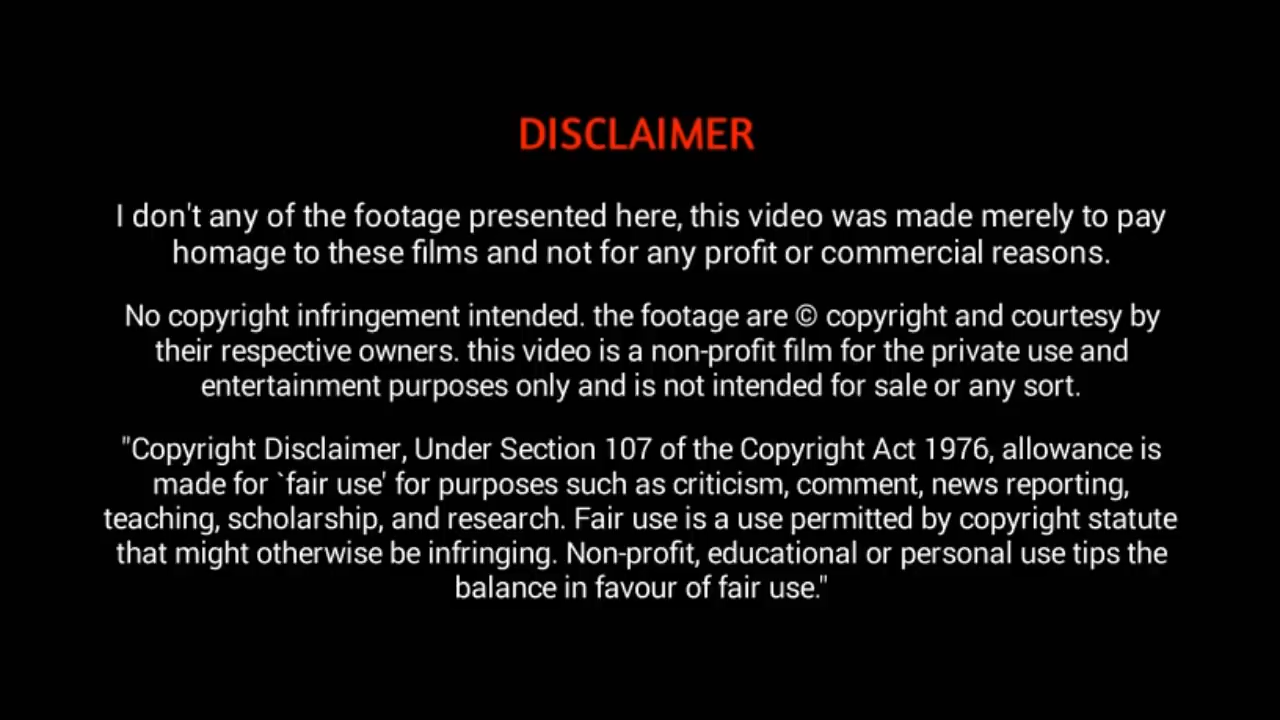 DISCLAIMER
I don't any of the footage presented here, this video was made merely to pay
homage to these films and not for any profit or commercial reasons.
No copyright infringement intended. the footage are © copyright and courtesy by
their respective owners. this video is a non-profit film for the private use and
entertainment purposes only and is not intended for sale or any sort.
"Copyright Disclaimer, Under Section 107 of the Copyright Act 1976, allowance is
made for `fair use' for purposes such as criticism, comment, news reporting,
teaching, scholarship, and research. Fair use is a use permitted by copyright statute
that might otherwise be infringing. Non-profit, educational or personal use tips the
balance in favour of fair use."